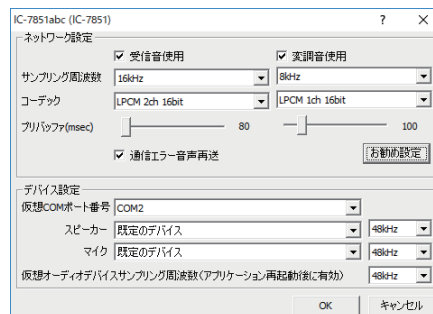 IC-7851abc (IC-7851)
ネットワーク設定
受信音使用 変調音使用
サンプリング周波数 16kHz 8kHz
コーデック LPCM 2ch 16bit LPCM 1ch 16bit
プリバッファ(msec) 80 100
通信エラー音声再送 お勧め設定
デバイス設定
仮想COMポート番号 COM2
スピーカー 既定のデバイス 48kHz
マイク 既定のデバイス 48kHz
仮想オーディオデバイスサンプリング周波数(アプリケーション再起動後に有効) 48kHz
OK キャンセル